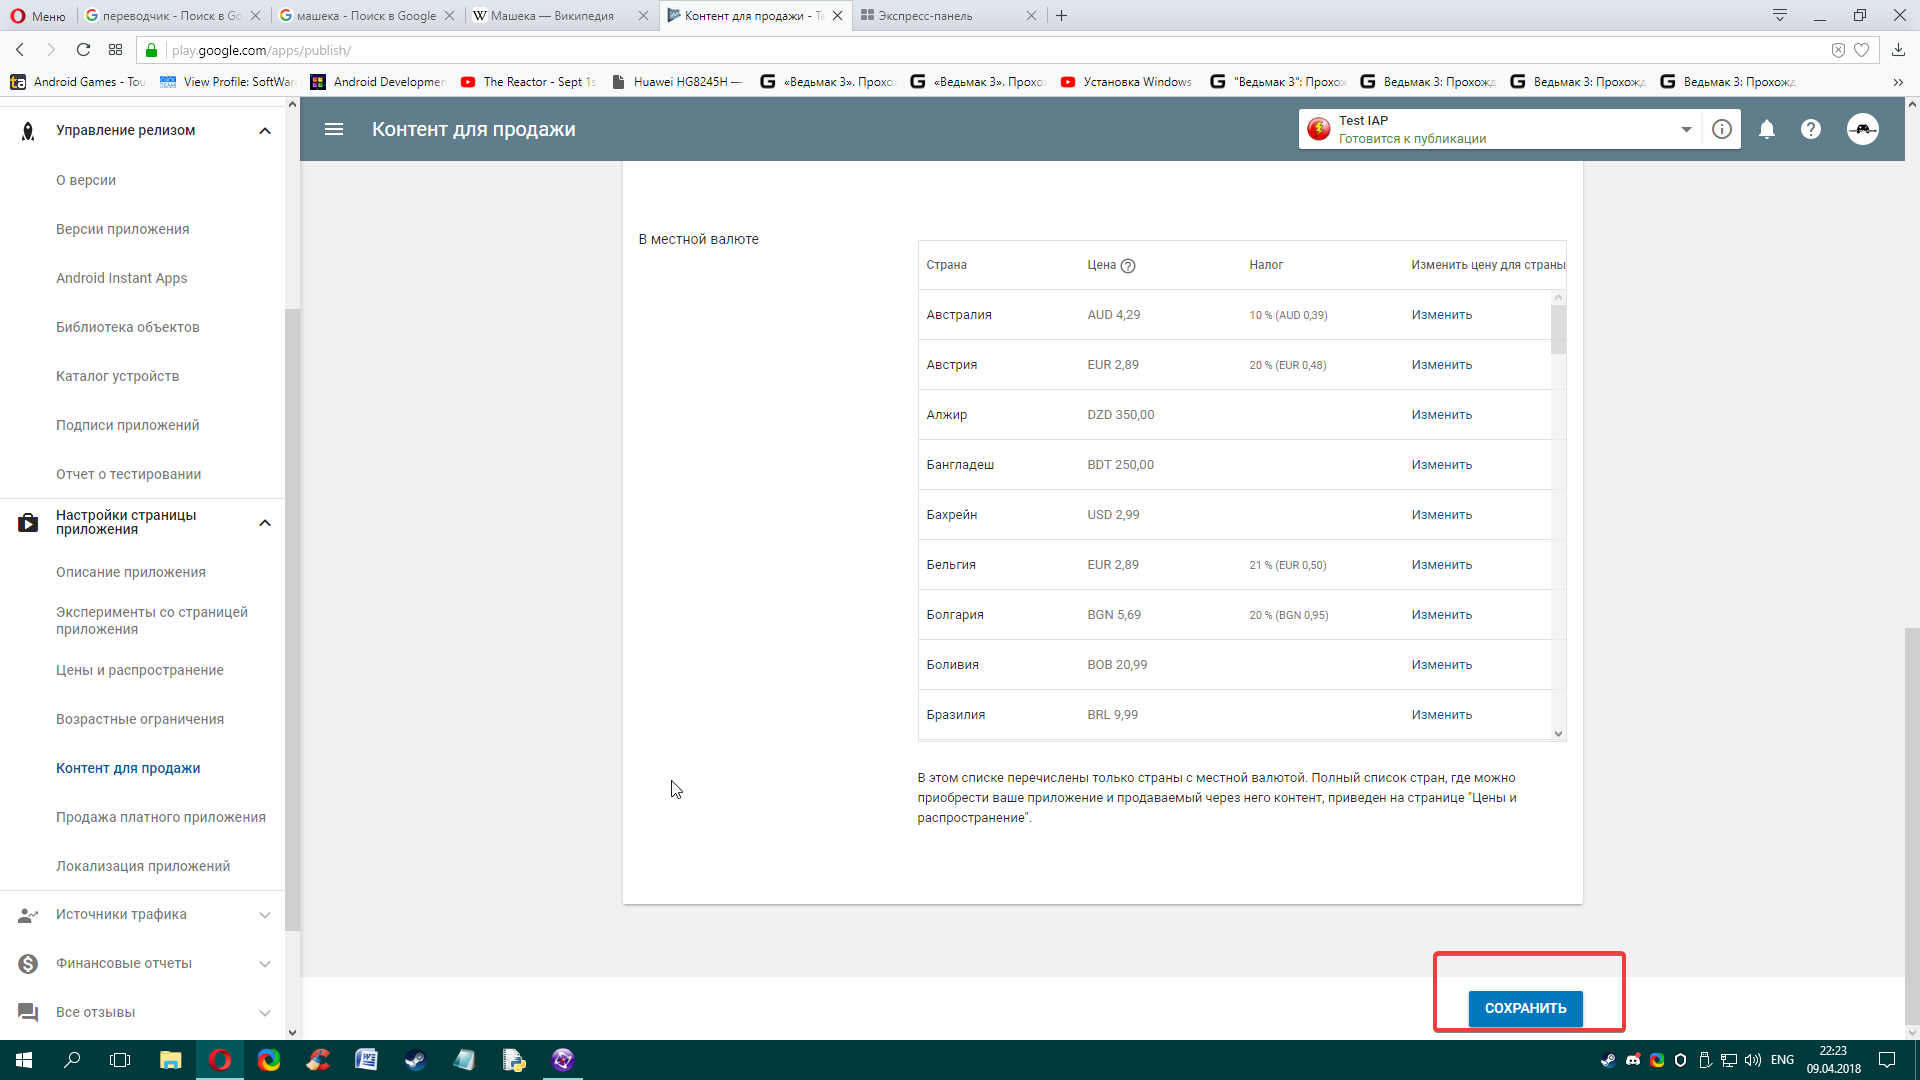 Меню
переводчик - Поиск в Go
машека - Поиск в Google
Машека — Википедия
Контент для продажи - Te
Экспресс-панель
play.google.com/apps/publish/
Android Games - Tou
View Profile: SoftWare
Android Developmen
The Reactor - Sept 1s
Huawei HG8245H —
«Ведьмак 3». Прохо
«Ведьмак 3». Прохо
Установка Windows
"Ведьмак 3": Прохож
Ведьмак 3: Прохожд
Ведьмак 3: Прохожд
Ведьмак 3: Прохожд
Управление релизом
О версии
Версии приложения
Android Instant Apps
Библиотека объектов
Каталог устройств
Подписи приложений
Отчет о тестировании
Настройки страницы
приложения
Описание приложения
Эксперименты со страницей
приложения
Цены и распространение
Возрастные ограничения
Контент для продажи
Продажа платного приложения
Локализация приложений
Источники трафика
Финансовые отчеты
Все отзывы
Контент для продажи
Test IAP
Готовится к публикации
В местной валюте
Страна Цена Налог Изменить цену для страны
Австралия AUD 4,29 10 % (AUD 0,39) Изменить
Австрия EUR 2,89 20 % (EUR 0,48) Изменить
Алжир DZD 350,00 Изменить
Бангладеш BDT 250,00 Изменить
Бахрейн USD 2,99 Изменить
Бельгия EUR 2,89 21 % (EUR 0,50) Изменить
Болгария BGN 5,69 20 % (BGN 0,95) Изменить
Боливия BOB 20,99 Изменить
Бразилия BRL 9,99 Изменить
В этом списке перечислены только страны с местной валютой. Полный список стран, где можно
приобрести ваше приложение и продаваемый через него контент, приведен на странице "Цены и
распространение".
СОХРАНИТЬ
ENG
22:23
09.04.2018